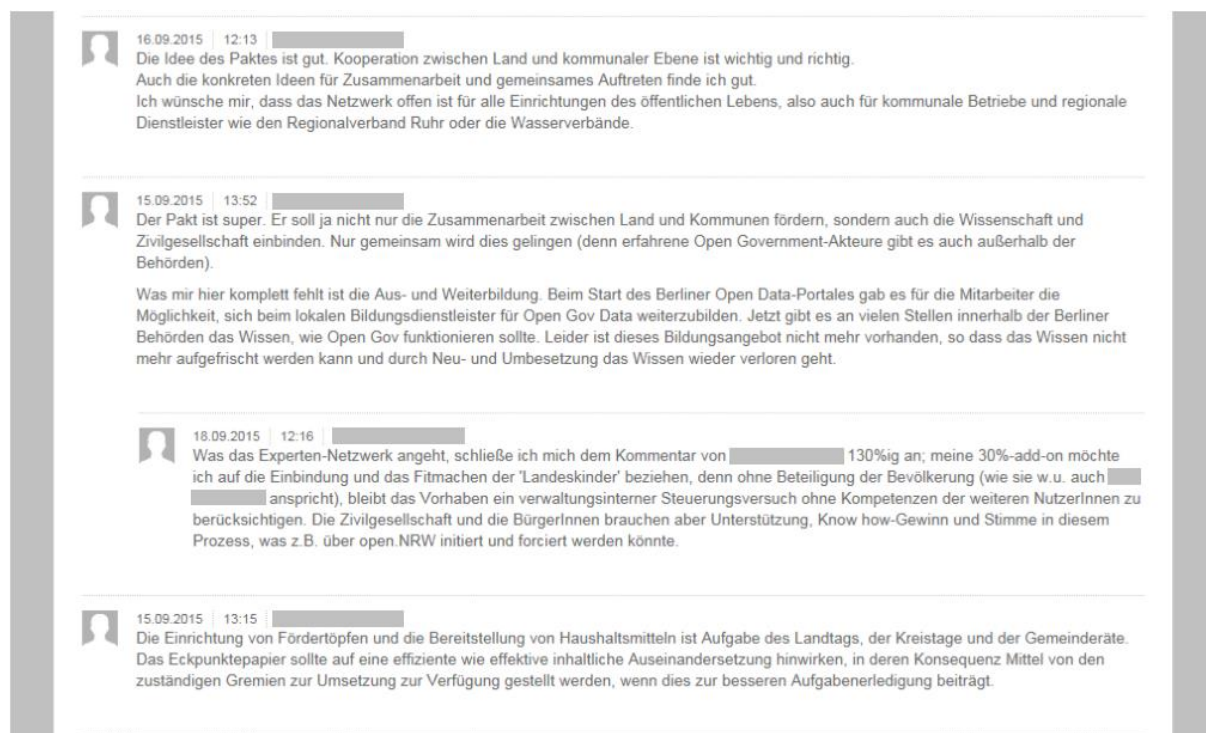 16.09.2015 12:13
Die Idee des Paktes ist gut. Kooperation zwischen Land und kommunaler Ebene ist wichtig und richtig.
Auch die konkreten Ideen für Zusammenarbeit und gemeinsames Auftreten finde ich gut.
Ich wünsche mir, dass das Netzwerk offen ist für alle Einrichtungen des öffentlichen Lebens, also auch für kommunale Betriebe und regionale
Dienstleister wie den Regionalverband Ruhr oder die Wasserverbände.
15.09.2015 13:52
Der Pakt ist super. Er soll ja nicht nur die Zusammenarbeit zwischen Land und Kommunen fördern, sondern auch die Wissenschaft und
Zivilgesellschaft einbinden. Nur gemeinsam wird dies gelingen (denn erfahrene Open Government-Akteure gibt es auch außerhalb der
Behörden).
Was mir hier komplett fehlt ist die Aus- und Weiterbildung. Beim Start des Berliner Open Data-Portales gab es für die Mitarbeiter die
Möglichkeit, sich beim lokalen Bildungsdienstleister für Open Gov Data weiterzubilden. Jetzt gibt es an vielen Stellen innerhalb der Berliner
Behörden das Wissen, wie Open Gov funktionieren sollte. Leider ist dieses Bildungsangebot nicht mehr vorhanden, so dass das Wissen nicht
mehr aufgefrischt werden kann und durch Neu- und Umbesetzung das Wissen wieder verloren geht.
18.09.2015 12:16
Was das Experten-Netzwerk angeht, schließe ich mich dem Kommentar von 130%ig an; meine 30%-add-on möchte
ich auf die Einbindung und das Fitmachen der 'Landeskinder' beziehen, denn ohne Beteiligung der Bevölkerung (wie sie w.u. auch
anspricht), bleibt das Vorhaben ein verwaltungsinterner Steuerungsversuch ohne Kompetenzen der weiteren NutzerInnen zu
berücksichtigen. Die Zivilgesellschaft und die BürgerInnen brauchen aber Unterstützung, Know how-Gewinn und Stimme in diesem
Prozess, was z.B. über open.NRW initiert und forciert werden könnte.
15.09.2015 13:15
Die Einrichtung von Fördertöpfen und die Bereitstellung von Haushaltsmitteln ist Aufgabe des Landtags, der Kreistage und der Gemeinderäte.
Das Eckpunktepapier sollte auf eine effiziente wie effektive inhaltliche Auseinandersetzung hinwirken, in deren Konsequenz Mittel von den
zuständigen Gremien zur Umsetzung zur Verfügung gestellt werden, wenn dies zur besseren Aufgabenerledigung beiträgt.